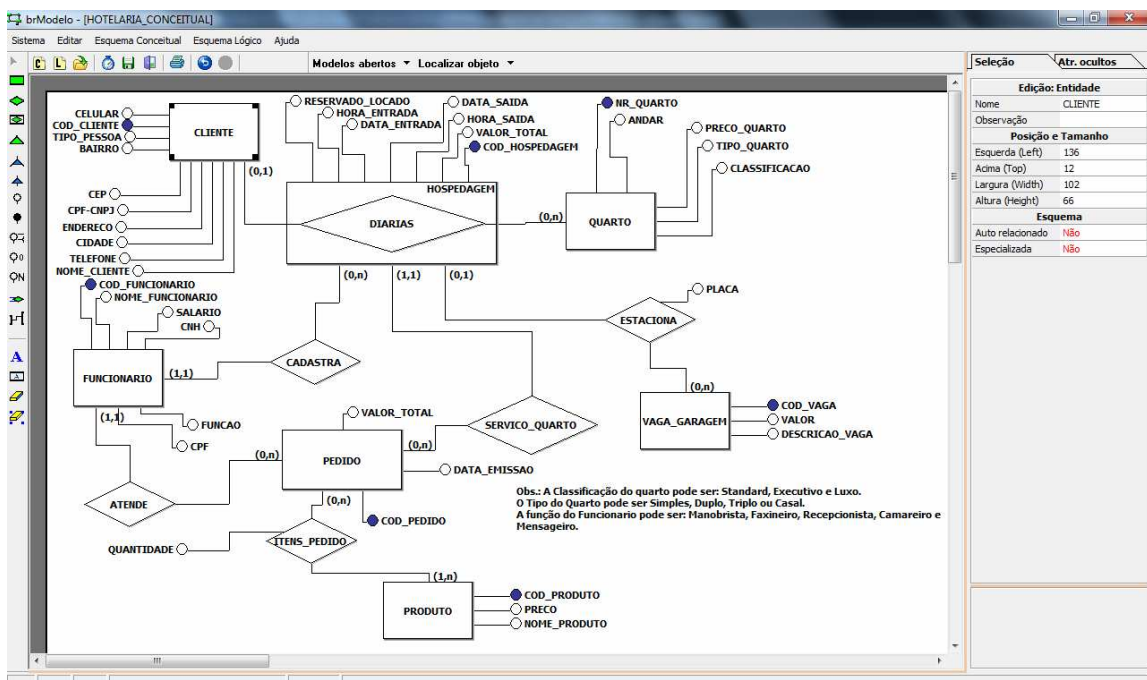 brModelo - [HOTELARIA_CONCEITUAL]
Sistema Editar Esquema Conceitual Esquema Lógico Ajuda
Modelos abertos Localizar objeto
CELULAR
COD_CLIENTE
TIPO_PESSOA
BAIRRO
CLIENTE
(0,1)
CEP
CPF-CNPJ
ENDERECO
CIDADE
TELEFONE
NOME_CLIENTE
RESERVADO_LOCADO
HORA_ENTRADA
DATA_ENTRADA
DATA_SAIDA
HORA_SAIDA
VALOR_TOTAL
COD_HOSPEDAGEM
HOSPEDAGEM
DIARIAS
(0,n)
NR_QUARTO
ANDAR
PRECO_QUARTO
TIPO_QUARTO
CLASSIFICACAO
QUARTO
(0,n) (1,1) (0,1)
COD_FUNCIONARIO
NOME_FUNCIONARIO
SALARIO
CNH
FUNCIONARIO
(1,1)
CADASTRA
(1,1)
FUNCAO
CPF
PLACA
ESTACIONA
(0,n)
VAGA_GARAGEM
COD_VAGA
VALOR
DESCRICAO_VAGA
VALOR_TOTAL
SERVICO_QUARTO
(0,n)
PEDIDO
(0,n)
DATA_EMISSAO
ATENDE
(0,n)
COD_PEDIDO
QUANTIDADE
ITENS_PEDIDO
(1,n)
PRODUTO
COD_PRODUTO
PRECO
NOME_PRODUTO
Obs.: A Classificação do quarto pode ser: Standard, Executivo e Luxo.
O Tipo do Quarto pode ser Simples, Duplo, Triplo ou Casal.
A função do Funcionario pode ser: Manobrista, Faxineiro, Recepcionista, Camareiro e
Mensageiro.
Seleção Atr. ocultos
Edição: Entidade
Nome CLIENTE
Observação
Posição e Tamanho
Esquerda (Left) 136
Acima (Top) 12
Largura (Width) 102
Altura (Height) 66
Esquema
Auto relacionado Não
Especializada Não